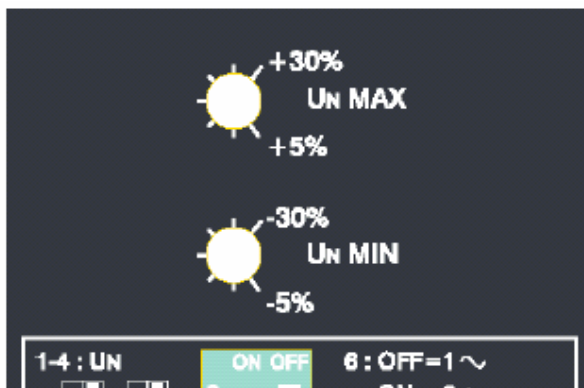 +30%
UN MAX
+5%
-30%
UN MIN
-5%
1-4 : UN
ON OFF
6 : OFF=1 ∿